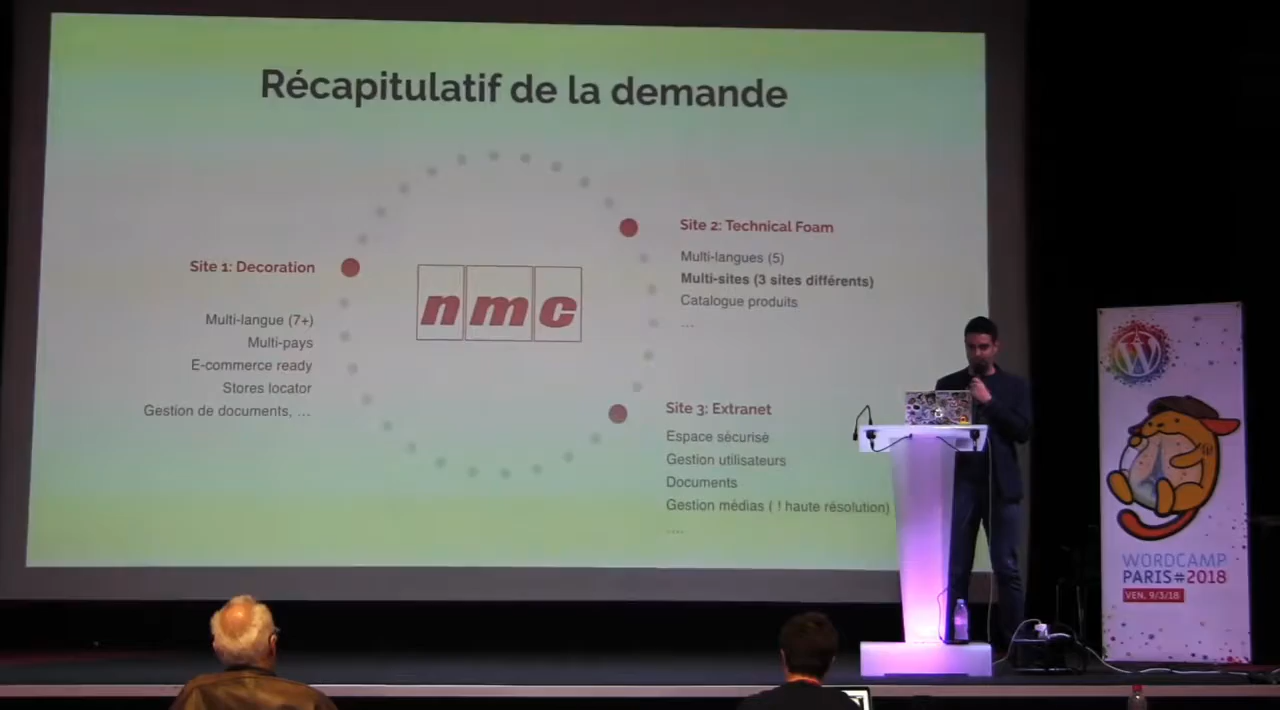 Récapitulatif de la demande
Site 1: Decoration
Multi-langue (7+)
Multi-pays
E-commerce ready
Stores locator
Gestion de documents, ...
nmc
Site 2: Technical Foam
Multi-langues (5)
Multi-sites (3 sites différents)
Catalogue produits
...
Site 3: Extranet
Espace sécurisé
Gestion utilisateurs
Documents
Gestion médias ( ! haute résolution)
....
W
WORDCAMP
PARIS#2018
VEN. 9/3/18